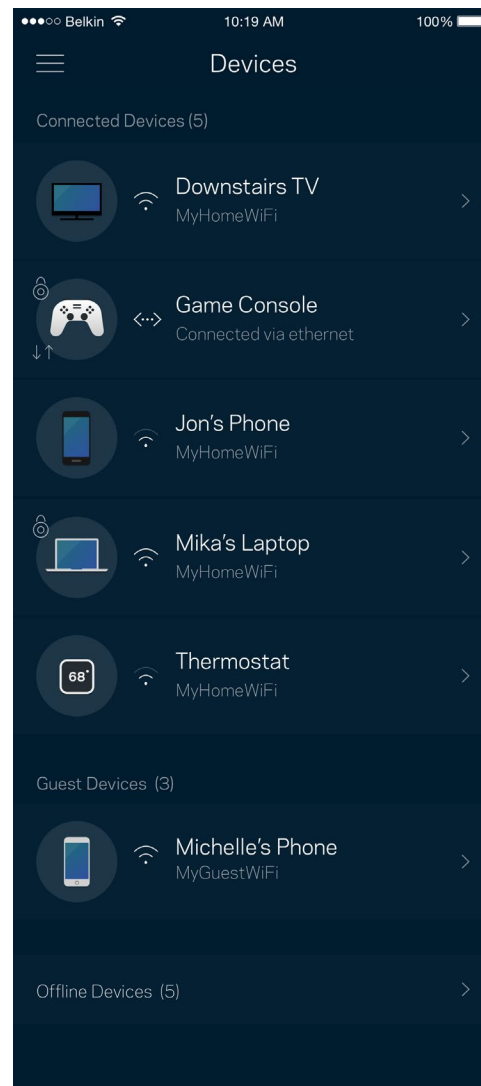 Belkin 10:19 AM 100%
Devices
Connected Devices (5)
Downstairs TV
MyHomeWiFi
Game Console
Connected via ethernet
Jon's Phone
MyHomeWiFi
Mika's Laptop
MyHomeWiFi
68°
Thermostat
MyHomeWiFi
Guest Devices (3)
Michelle's Phone
MyGuestWiFi
Offline Devices (5)